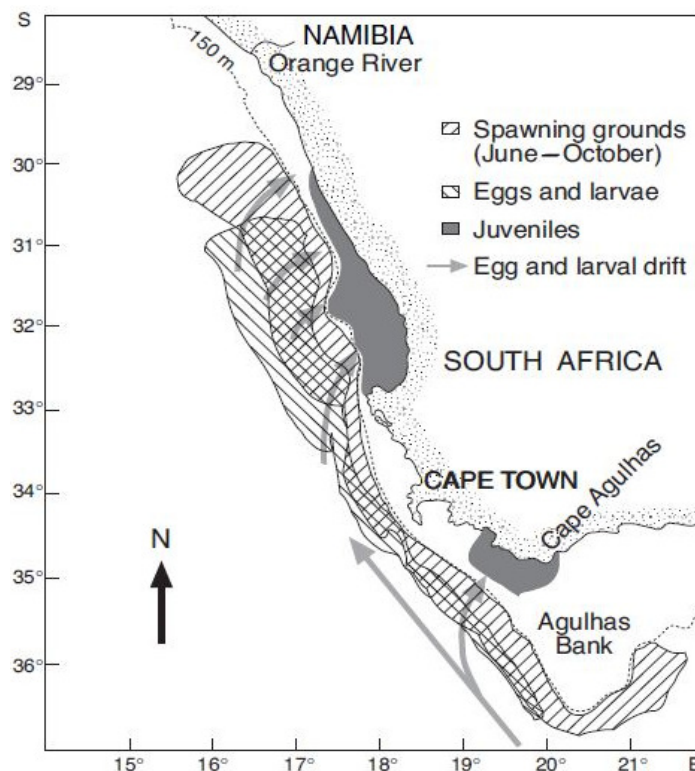 S
NAMIBIA
Orange River
150 m
29°
30°
31°
32°
33°
34°
35°
36°
Spawning grounds
(June–October)
Eggs and larvae
Juveniles
Egg and larval drift
SOUTH AFRICA
CAPE TOWN
Cape Agulhas
N
Agulhas
Bank
15° 16° 17° 18° 19° 20° 21° E